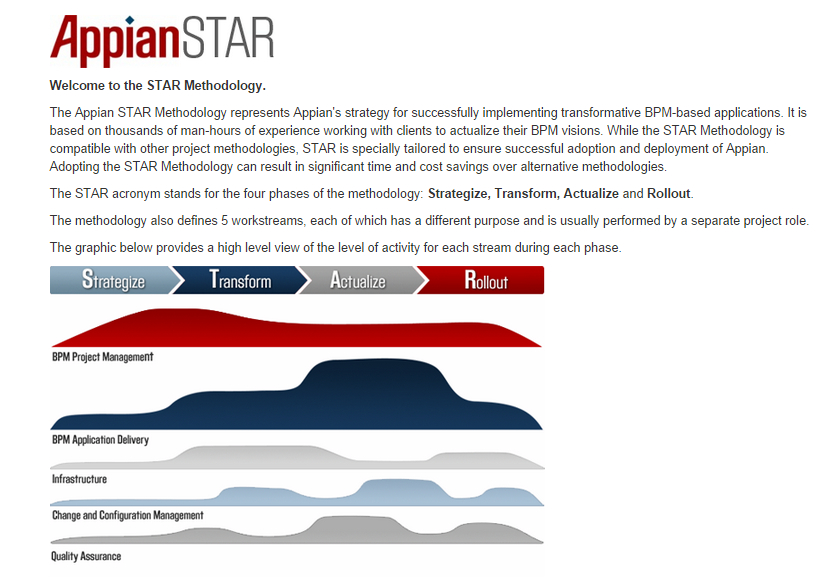 AppianSTAR
Welcome to the STAR Methodology.
The Appian STAR Methodology represents Appian's strategy for successfully implementing transformative BPM-based applications. It is
based on thousands of man-hours of experience working with clients to actualize their BPM visions. While the STAR Methodology is
compatible with other project methodologies, STAR is specially tailored to ensure successful adoption and deployment of Appian.
Adopting the STAR Methodology can result in significant time and cost savings over alternative methodologies.
The STAR acronym stands for the four phases of the methodology: Strategize, Transform, Actualize and Rollout.
The methodology also defines 5 workstreams, each of which has a different purpose and is usually performed by a separate project role.
The graphic below provides a high level view of the level of activity for each stream during each phase.
Strategize Transform Actualize Rollout
BPM Project Management
BPM Application Delivery
Infrastructure
Change and Configuration Management
Quality Assurance